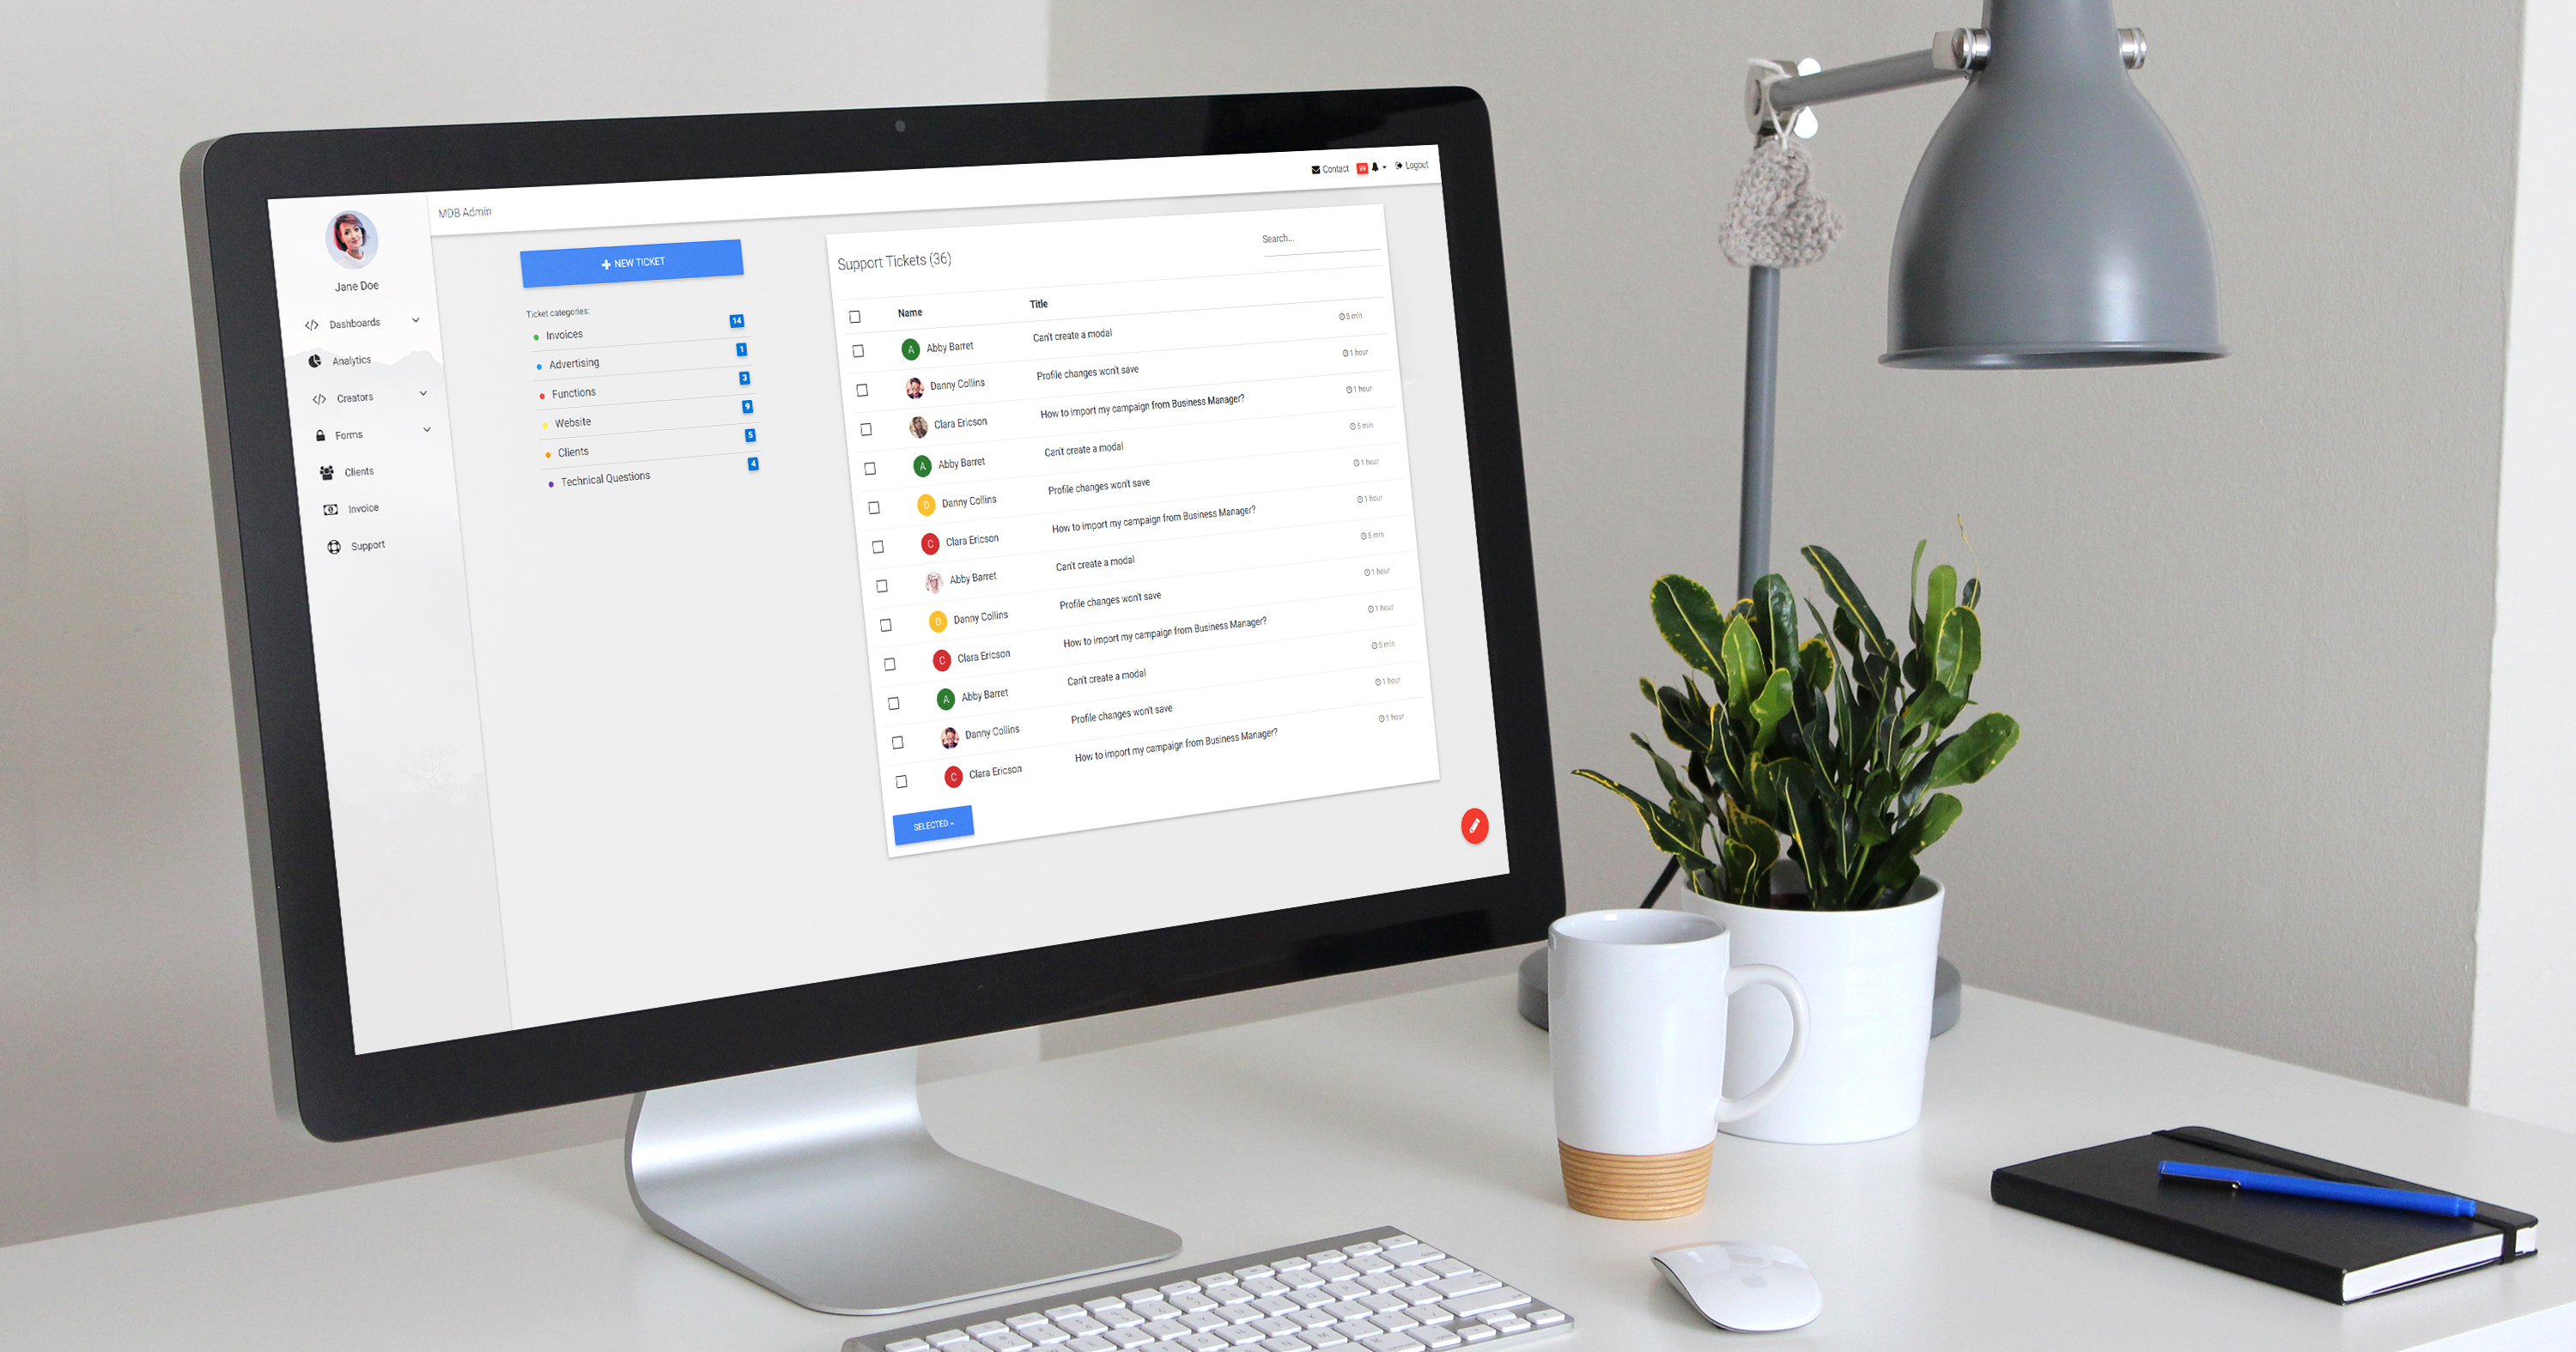 MDB Admin
Contact 99 Logout
Jane Doe
Dashboards
Analytics
Creators
Forms
Clients
Invoice
Support
NEW TICKET
Ticket categories:
Invoices 14
Advertising 1
Functions 3
Website 9
Clients 5
Technical Questions 4
Support Tickets (36)
Search...
Name Title
A Abby Barret Can't create a modal 5 min
Danny Collins Profile changes won't save 1 hour
Clara Ericson How to import my campaign from Business Manager? 1 hour
A Abby Barret Can't create a modal 5 min
D Danny Collins Profile changes won't save 1 hour
C Clara Ericson How to import my campaign from Business Manager? 1 hour
Abby Barret Can't create a modal 5 min
D Danny Collins Profile changes won't save 1 hour
C Clara Ericson How to import my campaign from Business Manager? 1 hour
A Abby Barret Can't create a modal 5 min
Danny Collins Profile changes won't save 1 hour
C Clara Ericson How to import my campaign from Business Manager? 1 hour
SELECTED